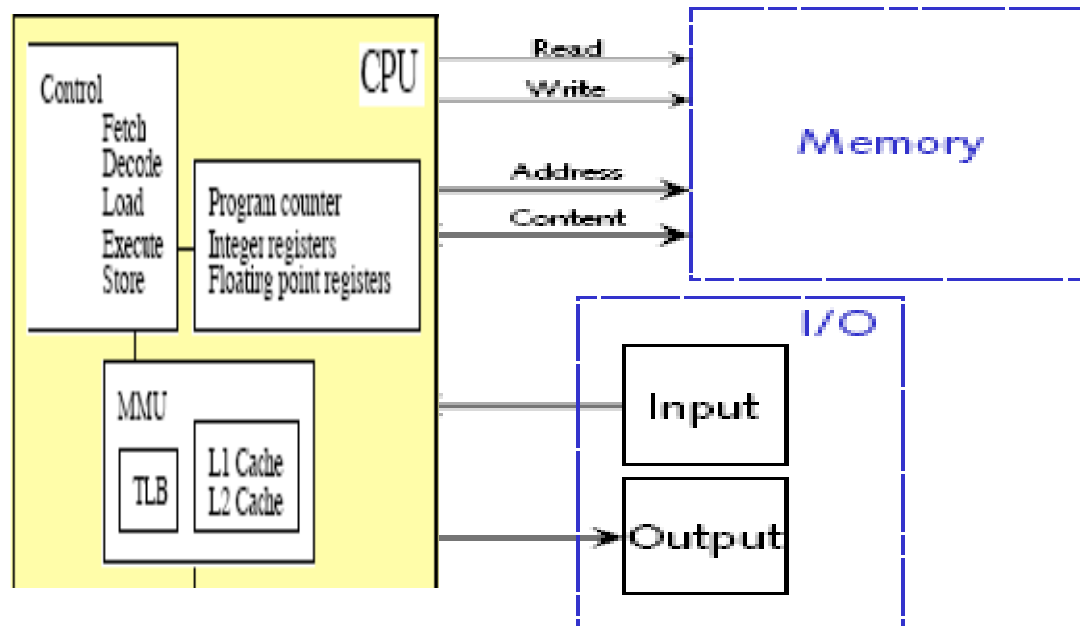 CPU
Control
Fetch
Decode
Load
Execute
Store
Program counter
Integer registers
Floating point registers
MMU
TLB
L1 Cache
L2 Cache
Read
Write
Address
Content
Memory
I/O
Input
Output